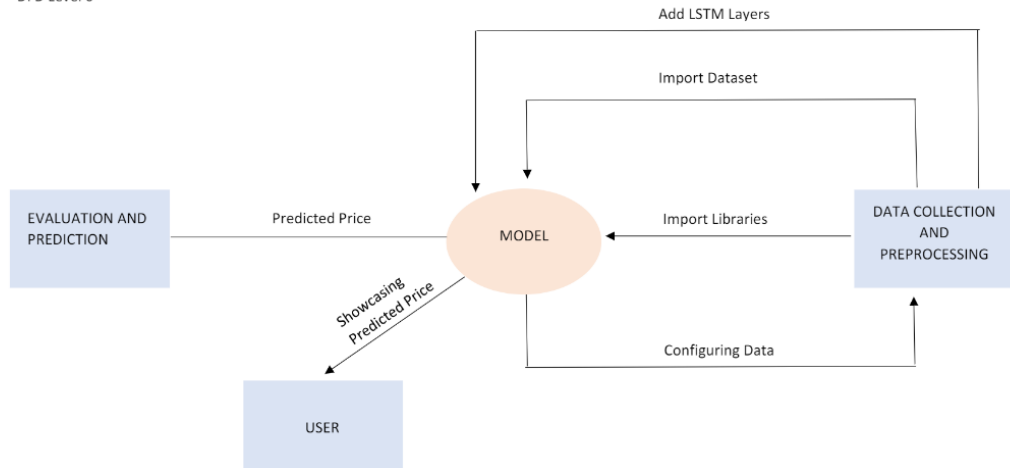 Add LSTM Layers
Import Dataset
EVALUATION AND
PREDICTION
Predicted Price
MODEL
Import Libraries
DATA COLLECTION
AND
PREPROCESSING
Showcasing
Predicted Price
Configuring Data
USER